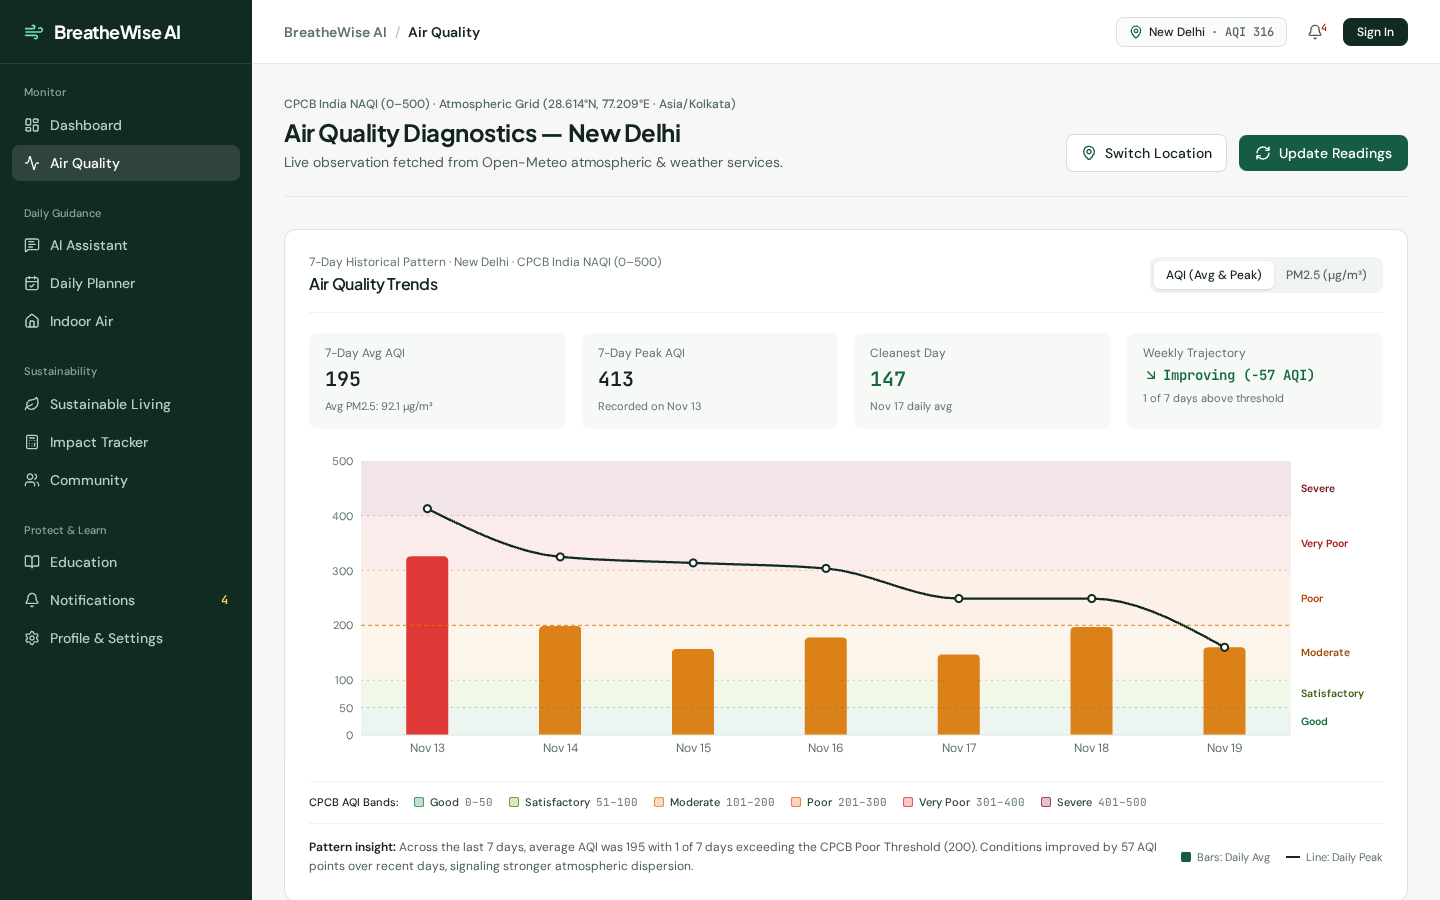 BreatheWise AI
Monitor
Dashboard
Air Quality
Daily Guidance
AI Assistant
Daily Planner
Indoor Air
Sustainability
Sustainable Living
Impact Tracker
Community
Protect & Learn
Education
Notifications 4
Profile & Settings
BreatheWise AI / Air Quality
New Delhi · AQI 316
4
Sign In
CPCB India NAQI (0–500) · Atmospheric Grid (28.614°N, 77.209°E · Asia/Kolkata)
Air Quality Diagnostics — New Delhi
Live observation fetched from Open-Meteo atmospheric & weather services.
Switch Location
Update Readings
7-Day Historical Pattern · New Delhi · CPCB India NAQI (0–500)
Air Quality Trends
AQI (Avg & Peak)
PM2.5 (µg/m³)
7-Day Avg AQI
195
Avg PM2.5: 92.1 µg/m³
7-Day Peak AQI
413
Recorded on Nov 13
Cleanest Day
147
Nov 17 daily avg
Weekly Trajectory
↘ Improving (-57 AQI)
1 of 7 days above threshold
500
400
300
200
100
50
0
Severe
Very Poor
Poor
Moderate
Satisfactory
Good
Nov 13
Nov 14
Nov 15
Nov 16
Nov 17
Nov 18
Nov 19
CPCB AQI Bands: Good 0–50 Satisfactory 51–100 Moderate 101–200 Poor 201–300 Very Poor 301–400 Severe 401–500
Pattern insight: Across the last 7 days, average AQI was 195 with 1 of 7 days exceeding the CPCB Poor Threshold (200). Conditions improved by 57 AQI
points over recent days, signaling stronger atmospheric dispersion.
Bars: Daily Avg
Line: Daily Peak